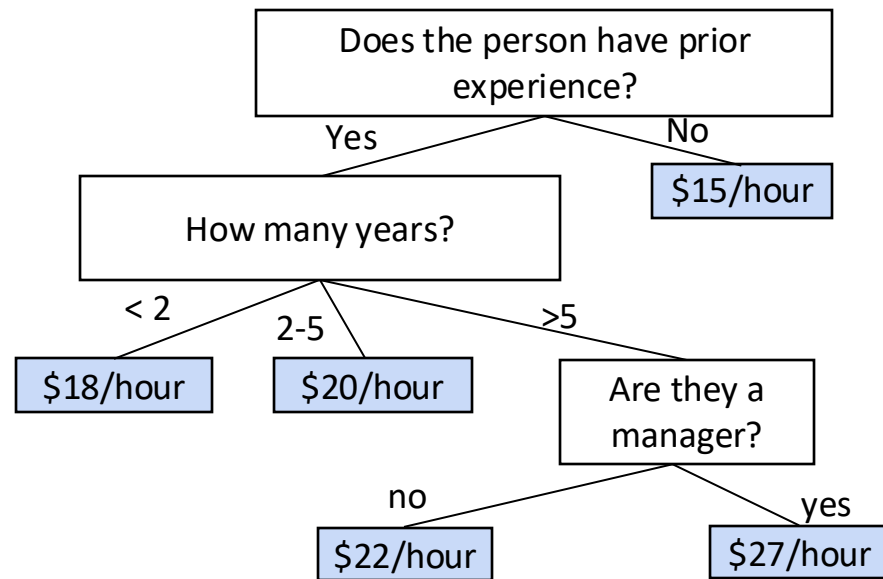 Does the person have prior
experience?
Yes
No
$15/hour
How many years?
< 2
2-5
>5
$18/hour
$20/hour
Are they a
manager?
no
yes
$22/hour
$27/hour